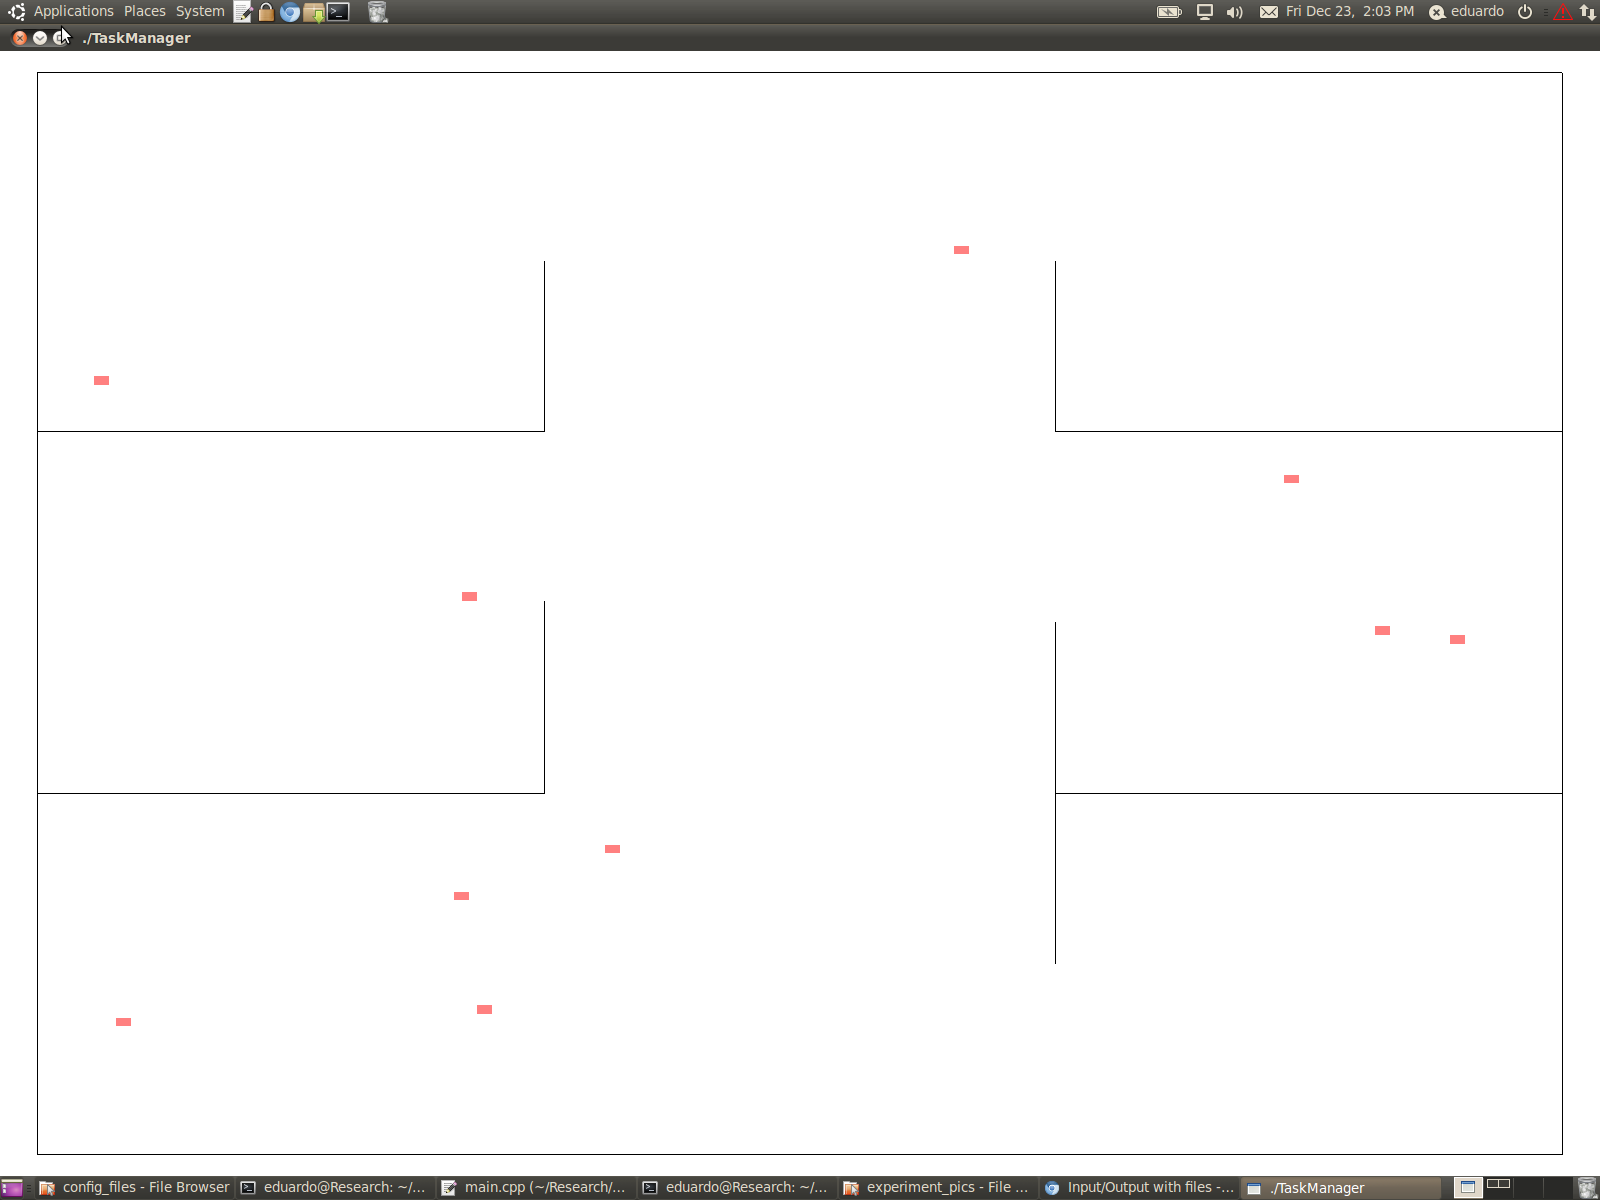 Applications Places System Fri Dec 23, 2:03 PM eduardo
./TaskManager
config_files - File Browser eduardo@Research: ~/... main.cpp (~/Research/... eduardo@Research: ~/... experiment_pics - File ... Input/Output with files -... ./TaskManager